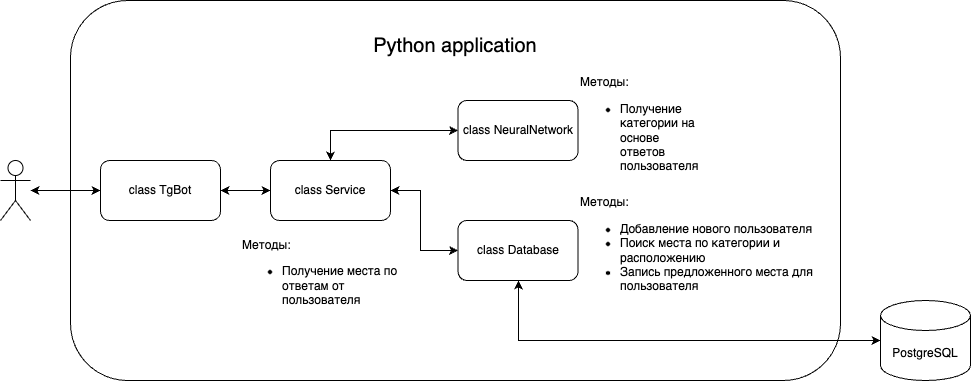 Python application
Методы:
• Получение
категории на
основе
ответов
пользователя
class NeuralNetwork
class TgBot
class Service
Методы:
• Добавление нового пользователя
• Поиск места по категории и
расположению
• Запись предложенного места для
пользователя
class Database
Методы:
• Получение места по
ответам от
пользователя
PostgreSQL